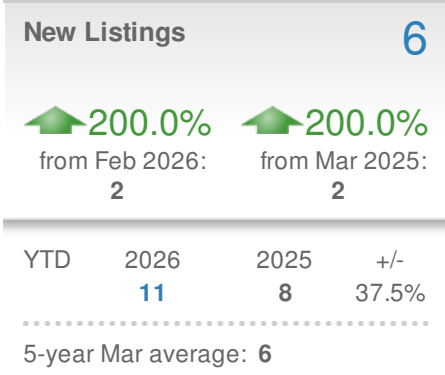 New Listings 6
200.0% 200.0%
from Feb 2026: from Mar 2025:
2 2
YTD 2026 2025 +/-
11 8 37.5%
5-year Mar average: 6